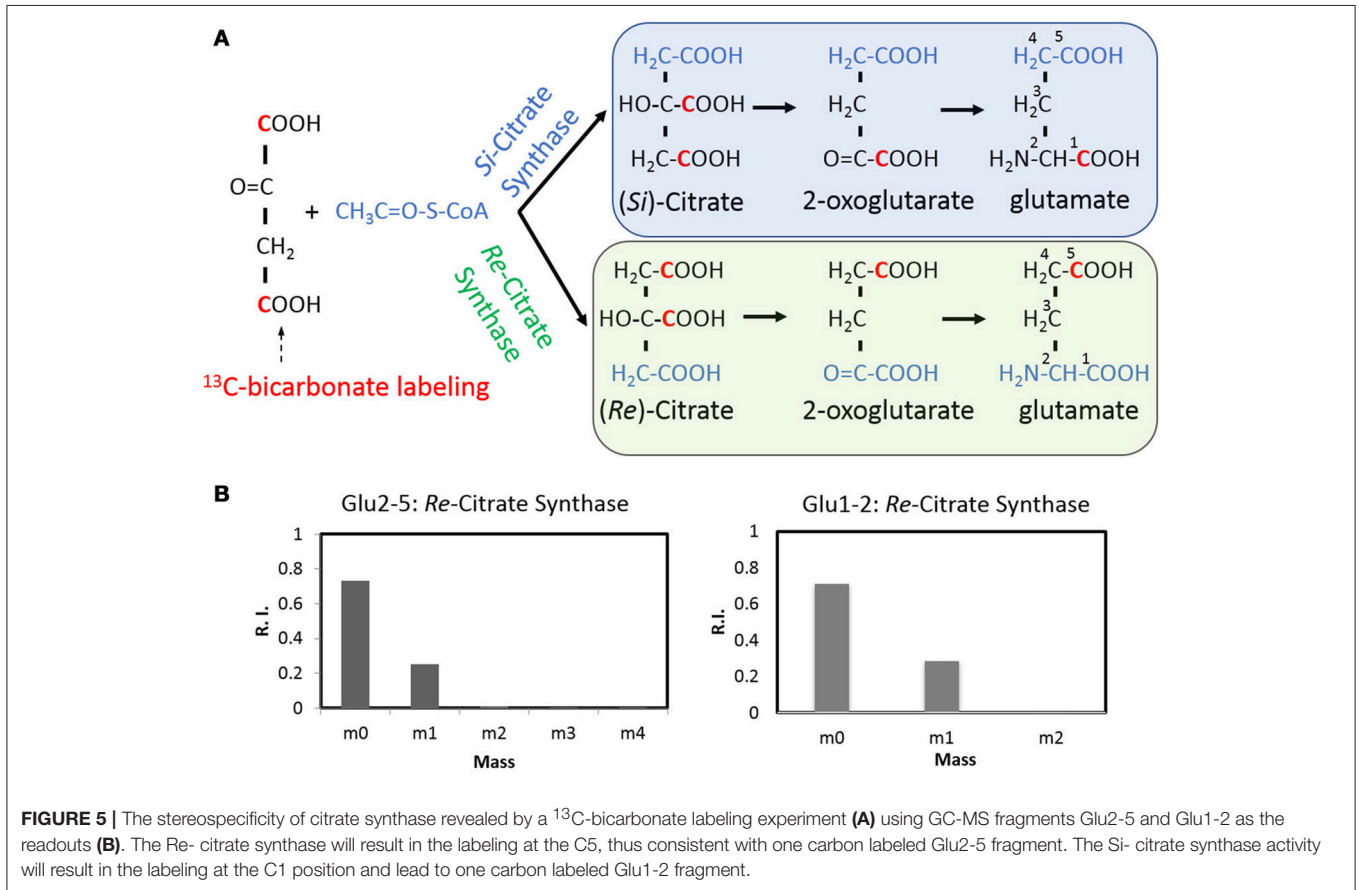 A
COOH
O=C
CH₂
COOH
+
CH₃C=O-S-CoA
¹³C-bicarbonate labeling
Si-Citrate
Synthase
Re-Citrate
Synthase
H₂C-COOH
HO-C-COOH
H₂C-COOH
(Si)-Citrate
H₂C-COOH
H₂C
O=C-COOH
2-oxoglutarate
4 5
H₂C-COOH
3
H₂C
2 1
H₂N-CH-COOH
glutamate
H₂C-COOH
HO-C-COOH
H₂C-COOH
(Re)-Citrate
H₂C-COOH
H₂C
O=C-COOH
2-oxoglutarate
4 5
H₂C-COOH
3
H₂C
2 1
H₂N-CH-COOH
glutamate
B
Glu2-5: Re-Citrate Synthase
1
0.8
0.6
0.4
0.2
0
R. I.
m0 m1 m2 m3 m4
Mass
Glu1-2: Re-Citrate Synthase
1
0.8
0.6
0.4
0.2
0
R.I.
m0 m1 m2
Mass
FIGURE 5 | The stereospecificity of citrate synthase revealed by a ¹³C-bicarbonate labeling experiment (A) using GC-MS fragments Glu2-5 and Glu1-2 as the
readouts (B). The Re- citrate synthase will result in the labeling at the C5, thus consistent with one carbon labeled Glu2-5 fragment. The Si- citrate synthase activity
will result in the labeling at the C1 position and lead to one carbon labeled Glu1-2 fragment.